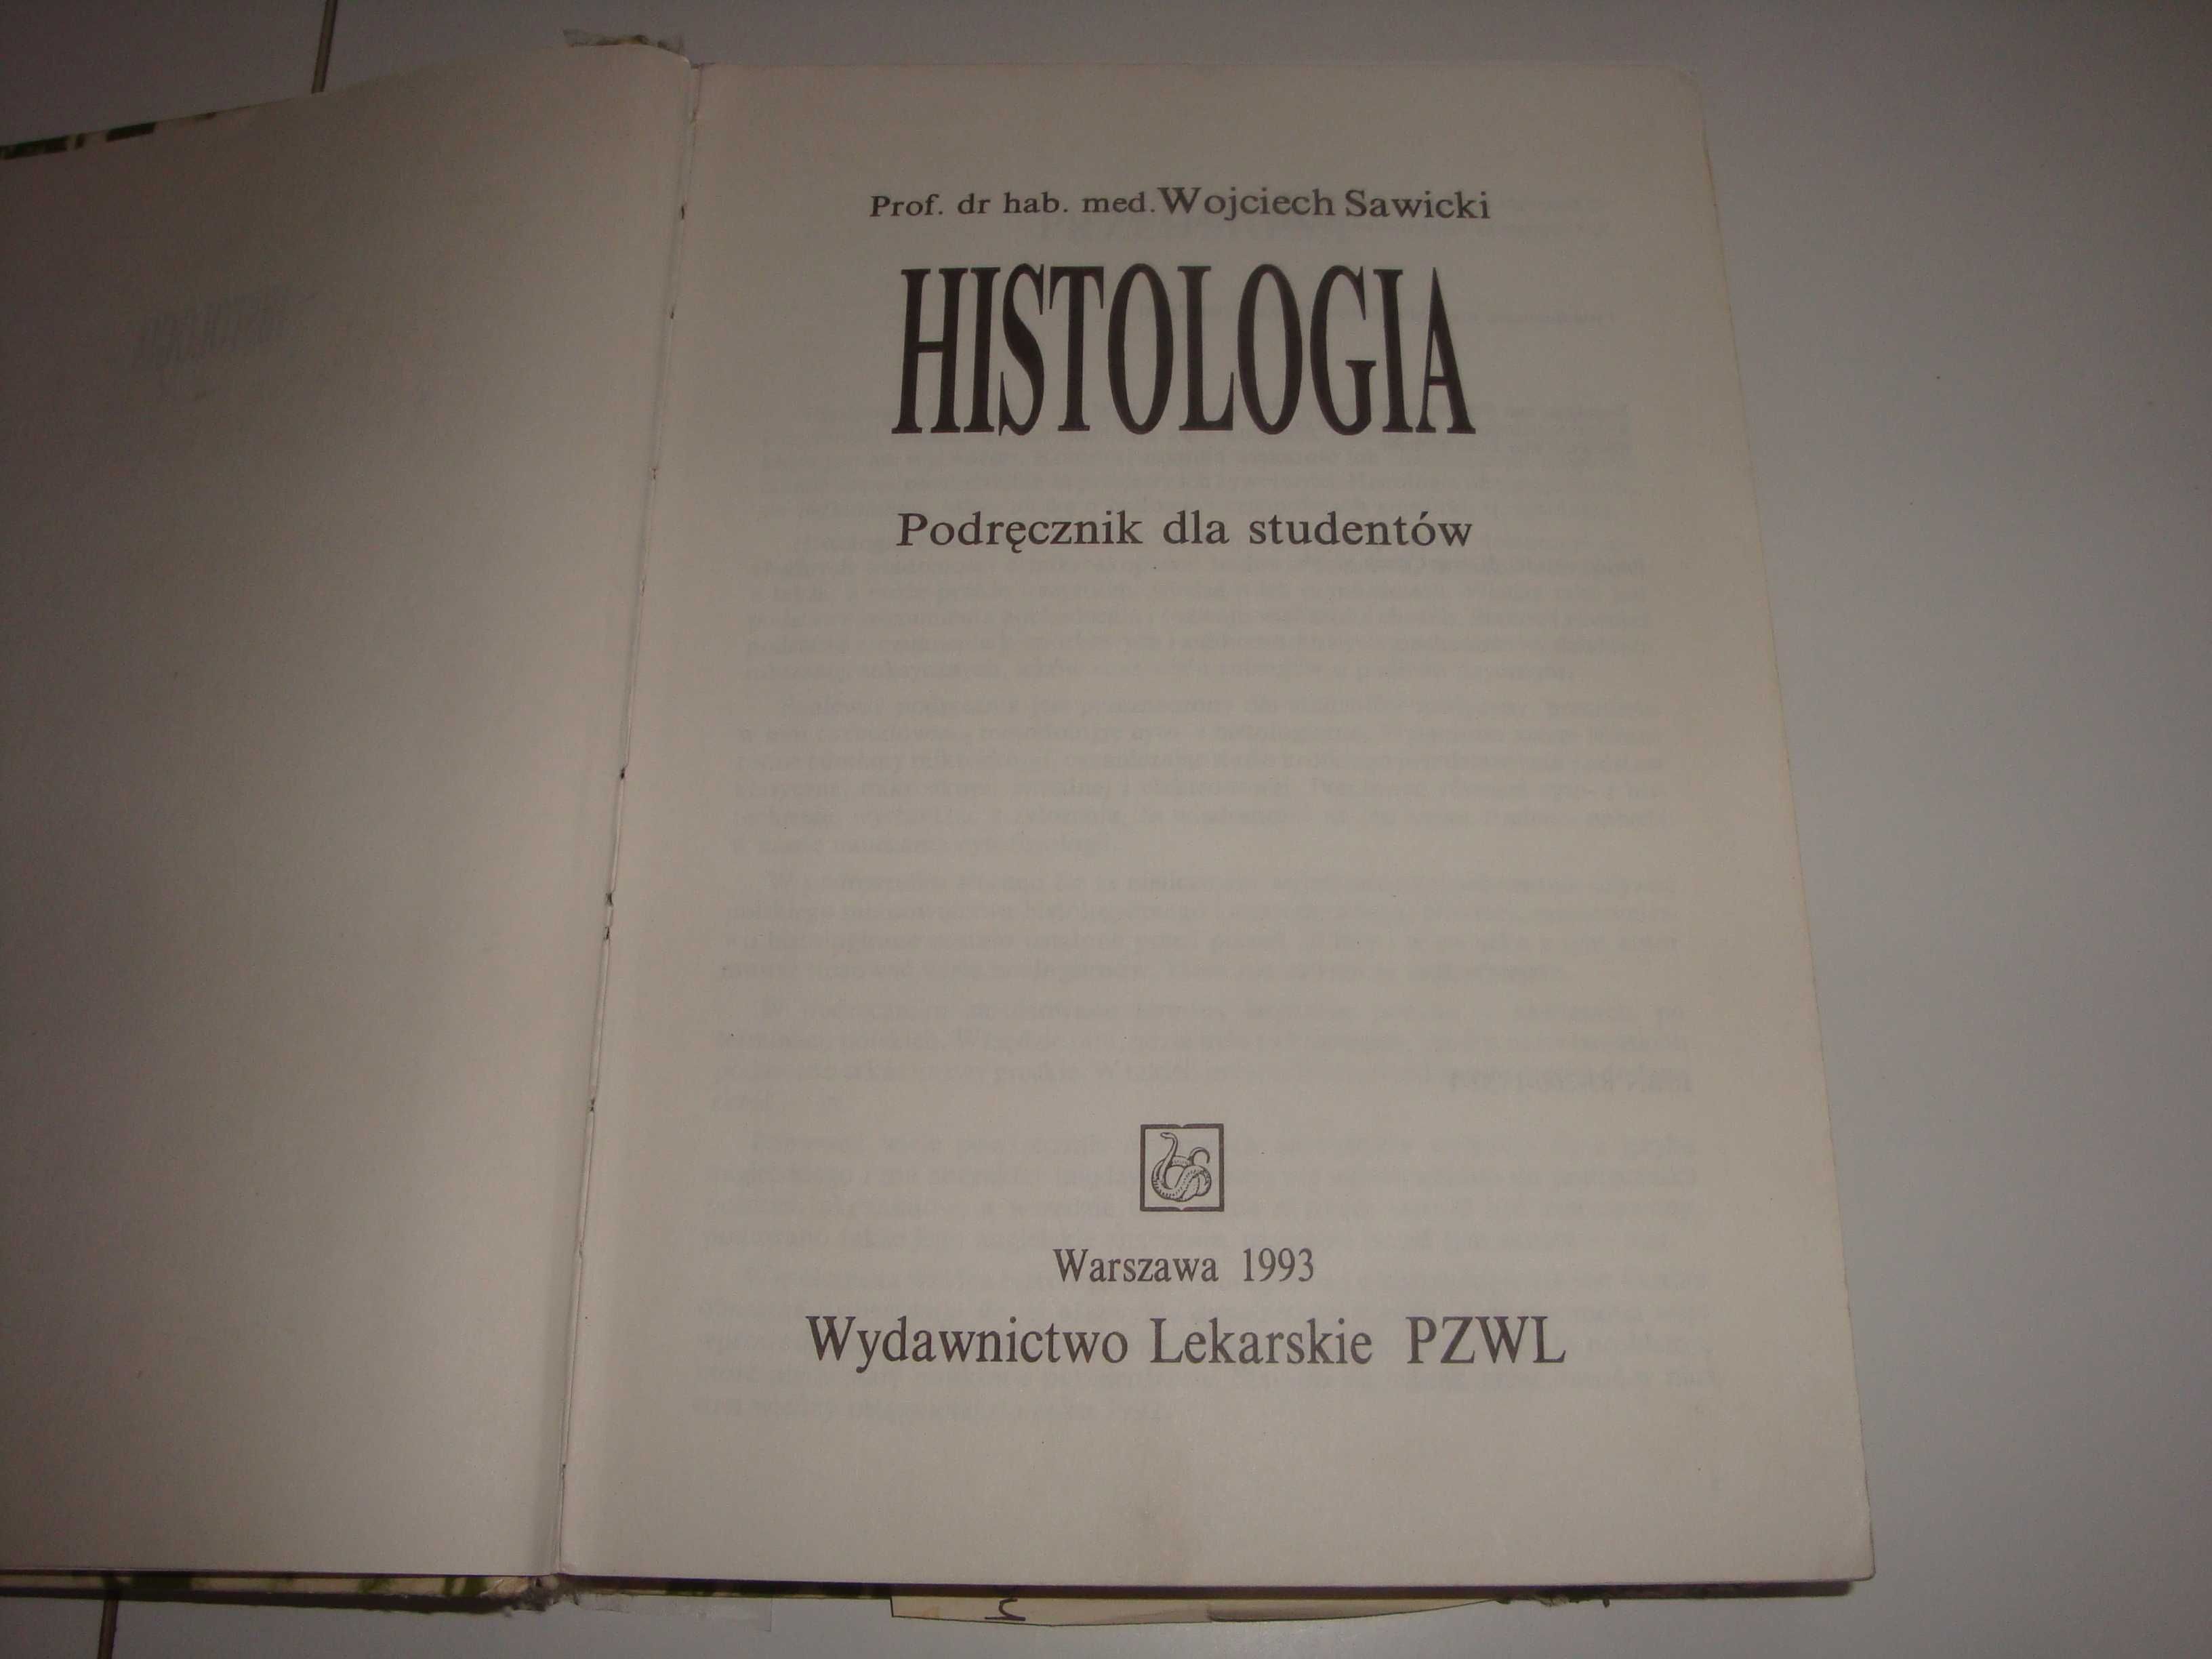 Prof. dr hab. med. Wojciech Sawicki
HISTOLOGIA
Podręcznik dla studentów
Warszawa 1993
Wydawnictwo Lekarskie PZWL